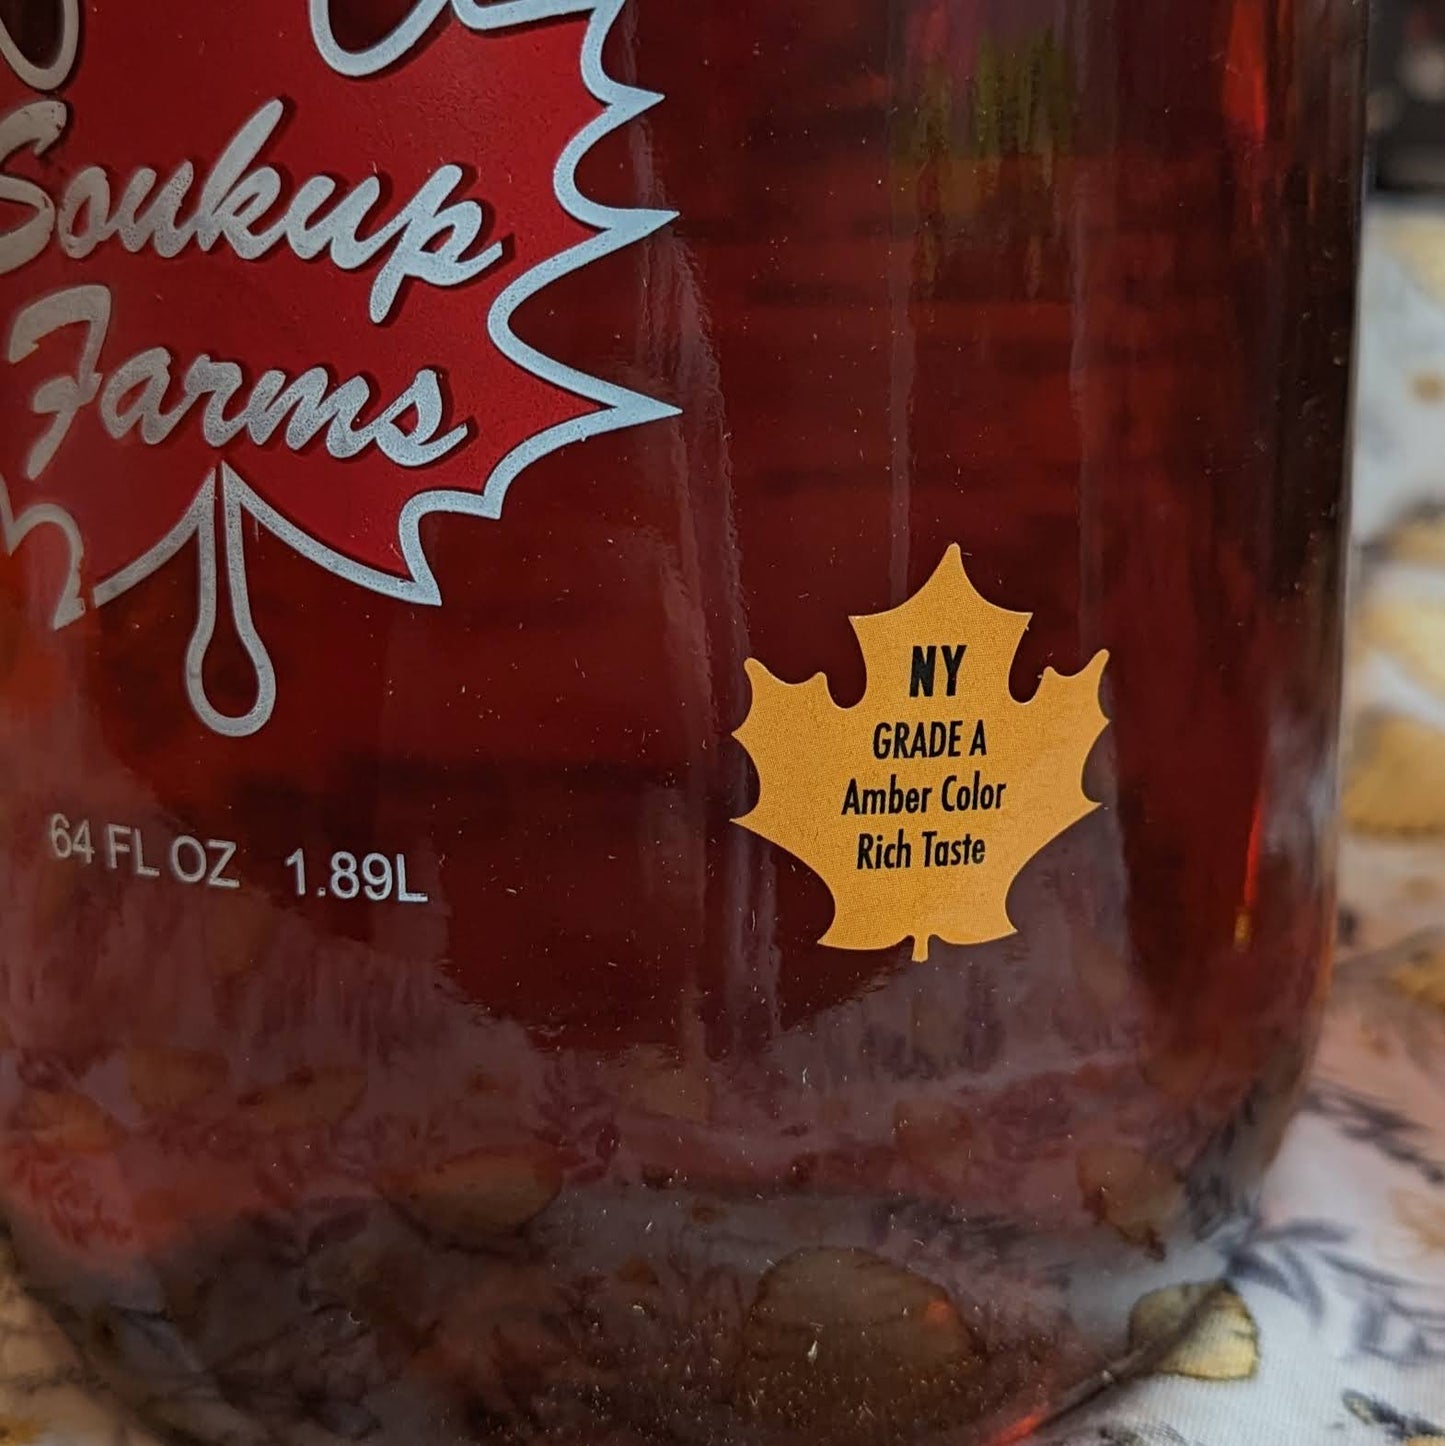 Soukup
Farms
64 FL OZ 1.89L
NY
GRADE A
Amber Color
Rich Taste